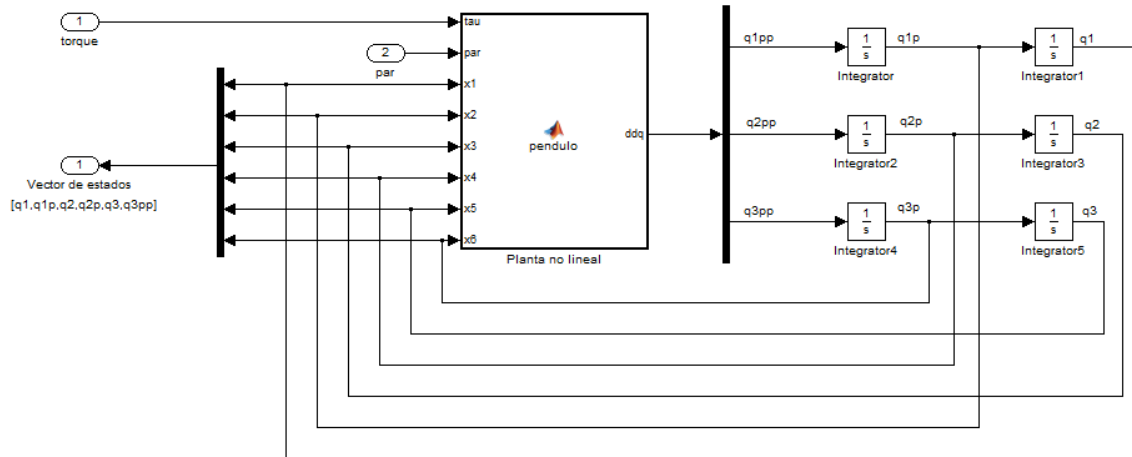 1
torque
2
par
tau
par
x1
x2
x3
x4
x5
x6
pendulo
ddq
Planta no lineal
1
Vector de estados
[q1,q1p,q2,q2p,q3,q3pp]
q1pp
1
s
Integrator
q1p
1
s
Integrator1
q1
q2pp
1
s
Integrator2
q2p
1
s
Integrator3
q2
q3pp
1
s
Integrator4
q3p
1
s
Integrator5
q3